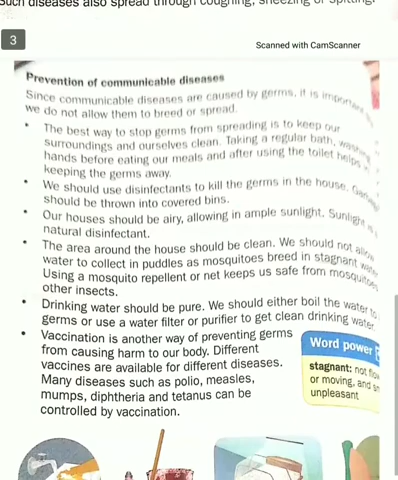 such diseases also spread through coughing, sneezing or spitting.
3
Scanned with CamScanner
Prevention of communicable diseases
Since communicable diseases are caused by germs, it is important
we do not allow them to breed or spread.
• The best way to stop germs from spreading is to keep our
surroundings and ourselves clean. Taking a regular bath, washing
hands before eating our meals and after using the toilet helps in
keeping the germs away.
• We should use disinfectants to kill the germs in the house. Garbage
should be thrown into covered bins.
• Our houses should be airy, allowing in ample sunlight. Sunlight is
natural disinfectant.
• The area around the house should be clean. We should not allow
water to collect in puddles as mosquitoes breed in stagnant water.
Using a mosquito repellent or net keeps us safe from mosquitoes
other insects.
• Drinking water should be pure. We should either boil the water to
germs or use a water filter or purifier to get clean drinking water.
• Vaccination is another way of preventing germs
from causing harm to our body. Different
vaccines are available for different diseases.
Many diseases such as polio, measles,
mumps, diphtheria and tetanus can be
controlled by vaccination.
Word power
stagnant: not flow
or moving, and
unpleasant